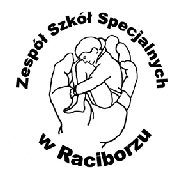 Zespół Szkół Specjalnych
w Raciborzu